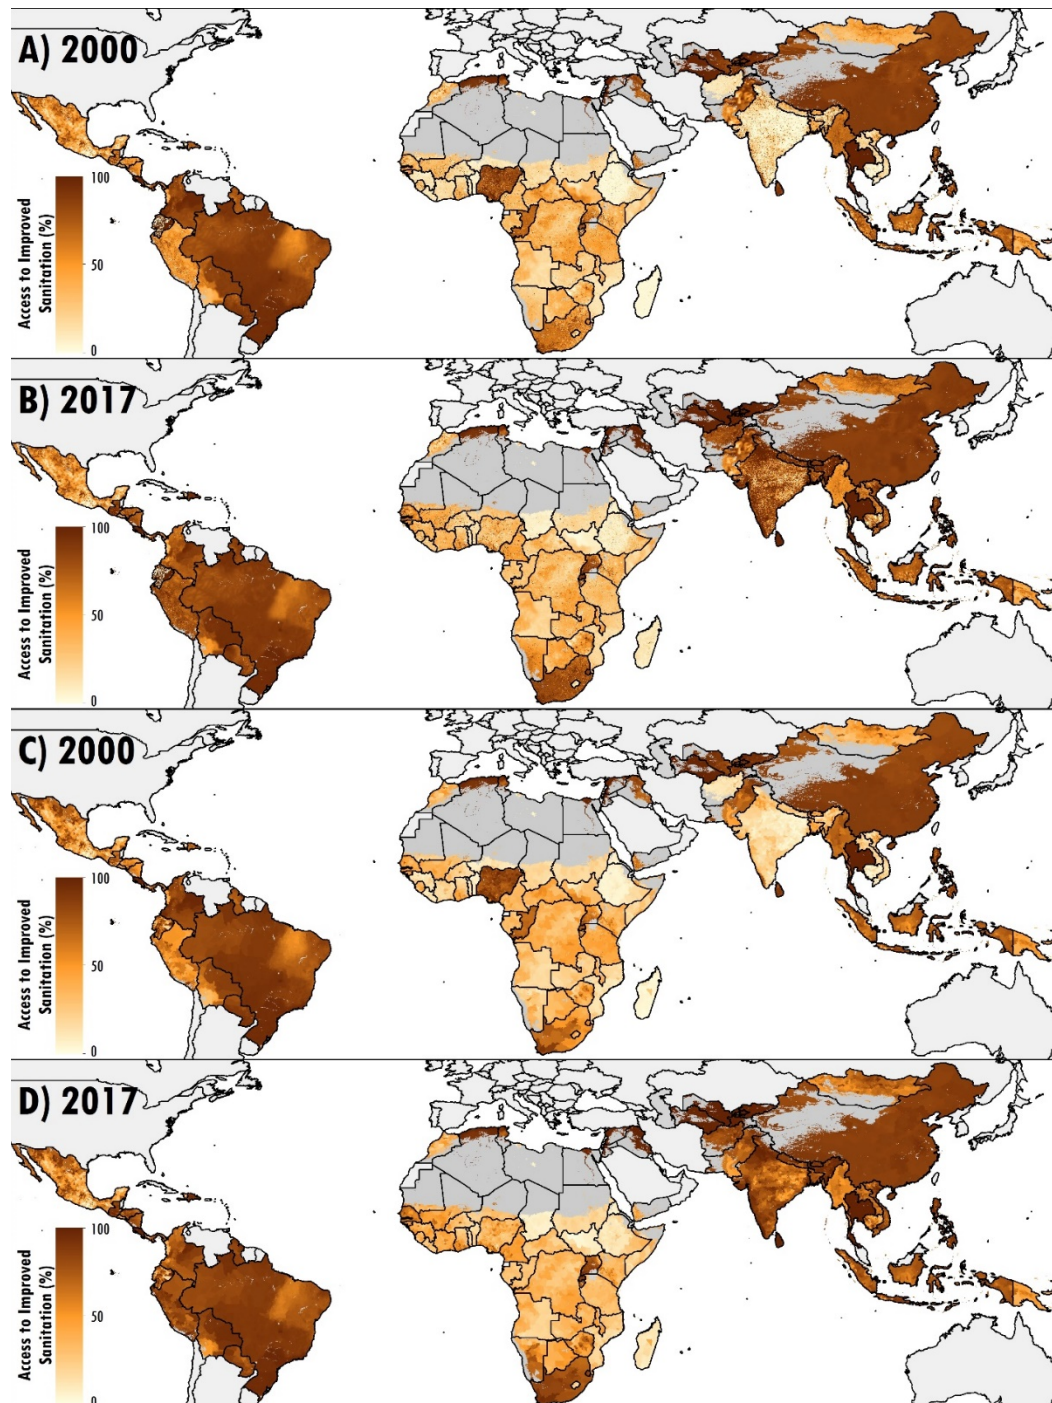 A) 2000
Access to Improved
Sanitation (%)
100
50
0
B) 2017
Access to Improved
Sanitation (%)
100
50
0
C) 2000
Access to Improved
Sanitation (%)
100
50
0
D) 2017
Access to Improved
Sanitation (%)
100
50
0